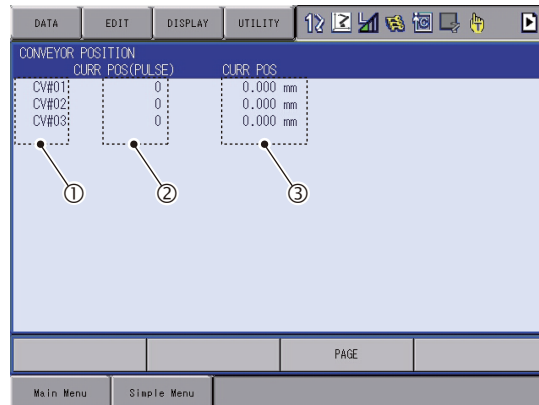 DATA EDIT DISPLAY UTILITY
CONVEYOR POSITION
CURR POS(PULSE) CURR POS
CV#01 0 0.000 mm
CV#02 0 0.000 mm
CV#03 0 0.000 mm
① ② ③
PAGE
Main Menu Simple Menu